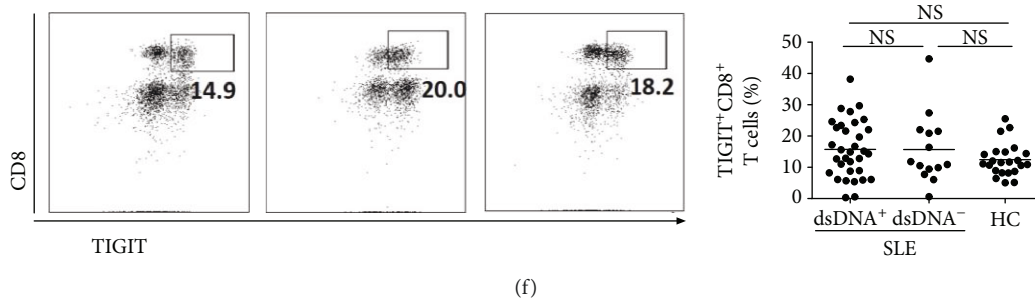 CD8
14.9
20.0
18.2
TIGIT
TIGIT⁺CD8⁺
T cells (%)
50
40
30
20
10
0
NS
NS
NS
dsDNA⁺ dsDNA⁻ HC
SLE
(f)